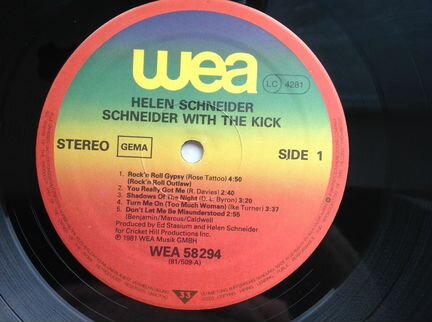 wea
LC 4281
HELEN SCHNEIDER
SCHNEIDER WITH THE KICK
STEREO GEMA SIDE 1
1. Rock'n Roll Gypsy (Rose Tattoo) 4:50
(Rock'n Roll Outlaw)
2. You Really Got Me (R. Davies) 2:40
3. Shadows Of The Night (D. L. Byron) 3:20
4. Turn Me On (Too Much Woman) (Ike Turner) 3:37
5. Don't Let Me Be Misunderstood 2:55
(Benjamin/Marcus/Caldwell)
Produced by Ed Stasium and Helen Schneider
for Cricket Hill Productions Inc.
℗ 1981 WEA Musik GMBH
WEA 58294
(81/509-A)
33